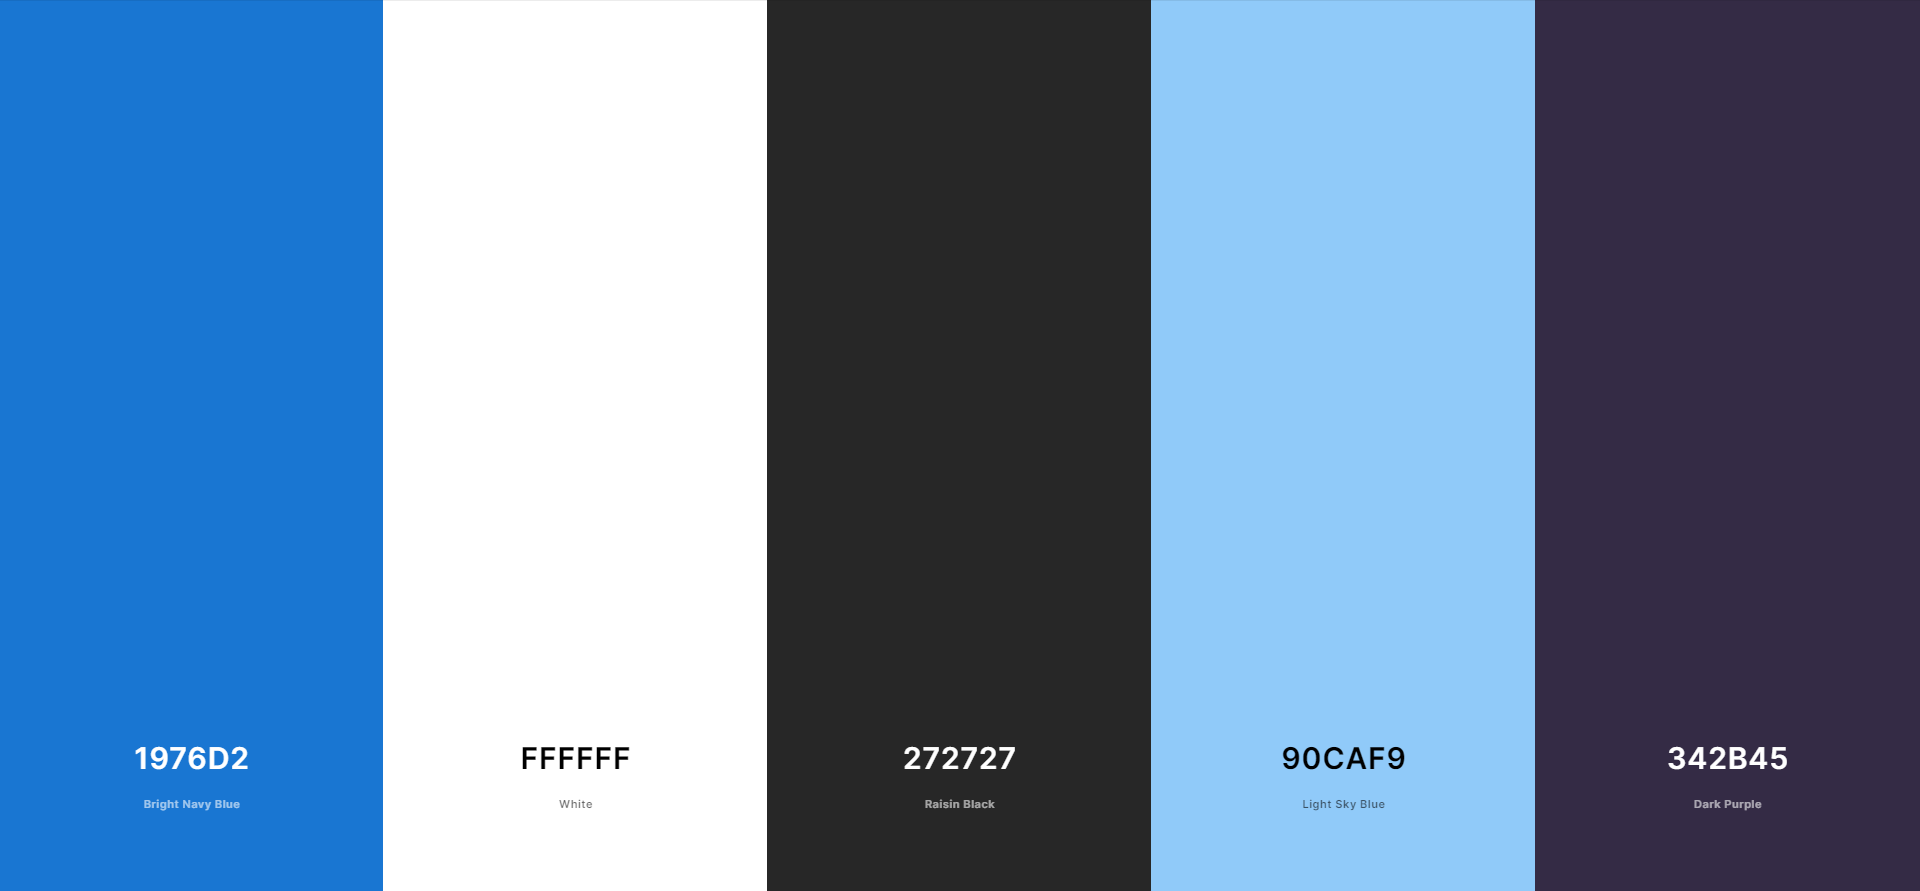 1976D2
Bright Navy Blue
FFFFFF
White
272727
Raisin Black
90CAF9
Light Sky Blue
342B45
Dark Purple